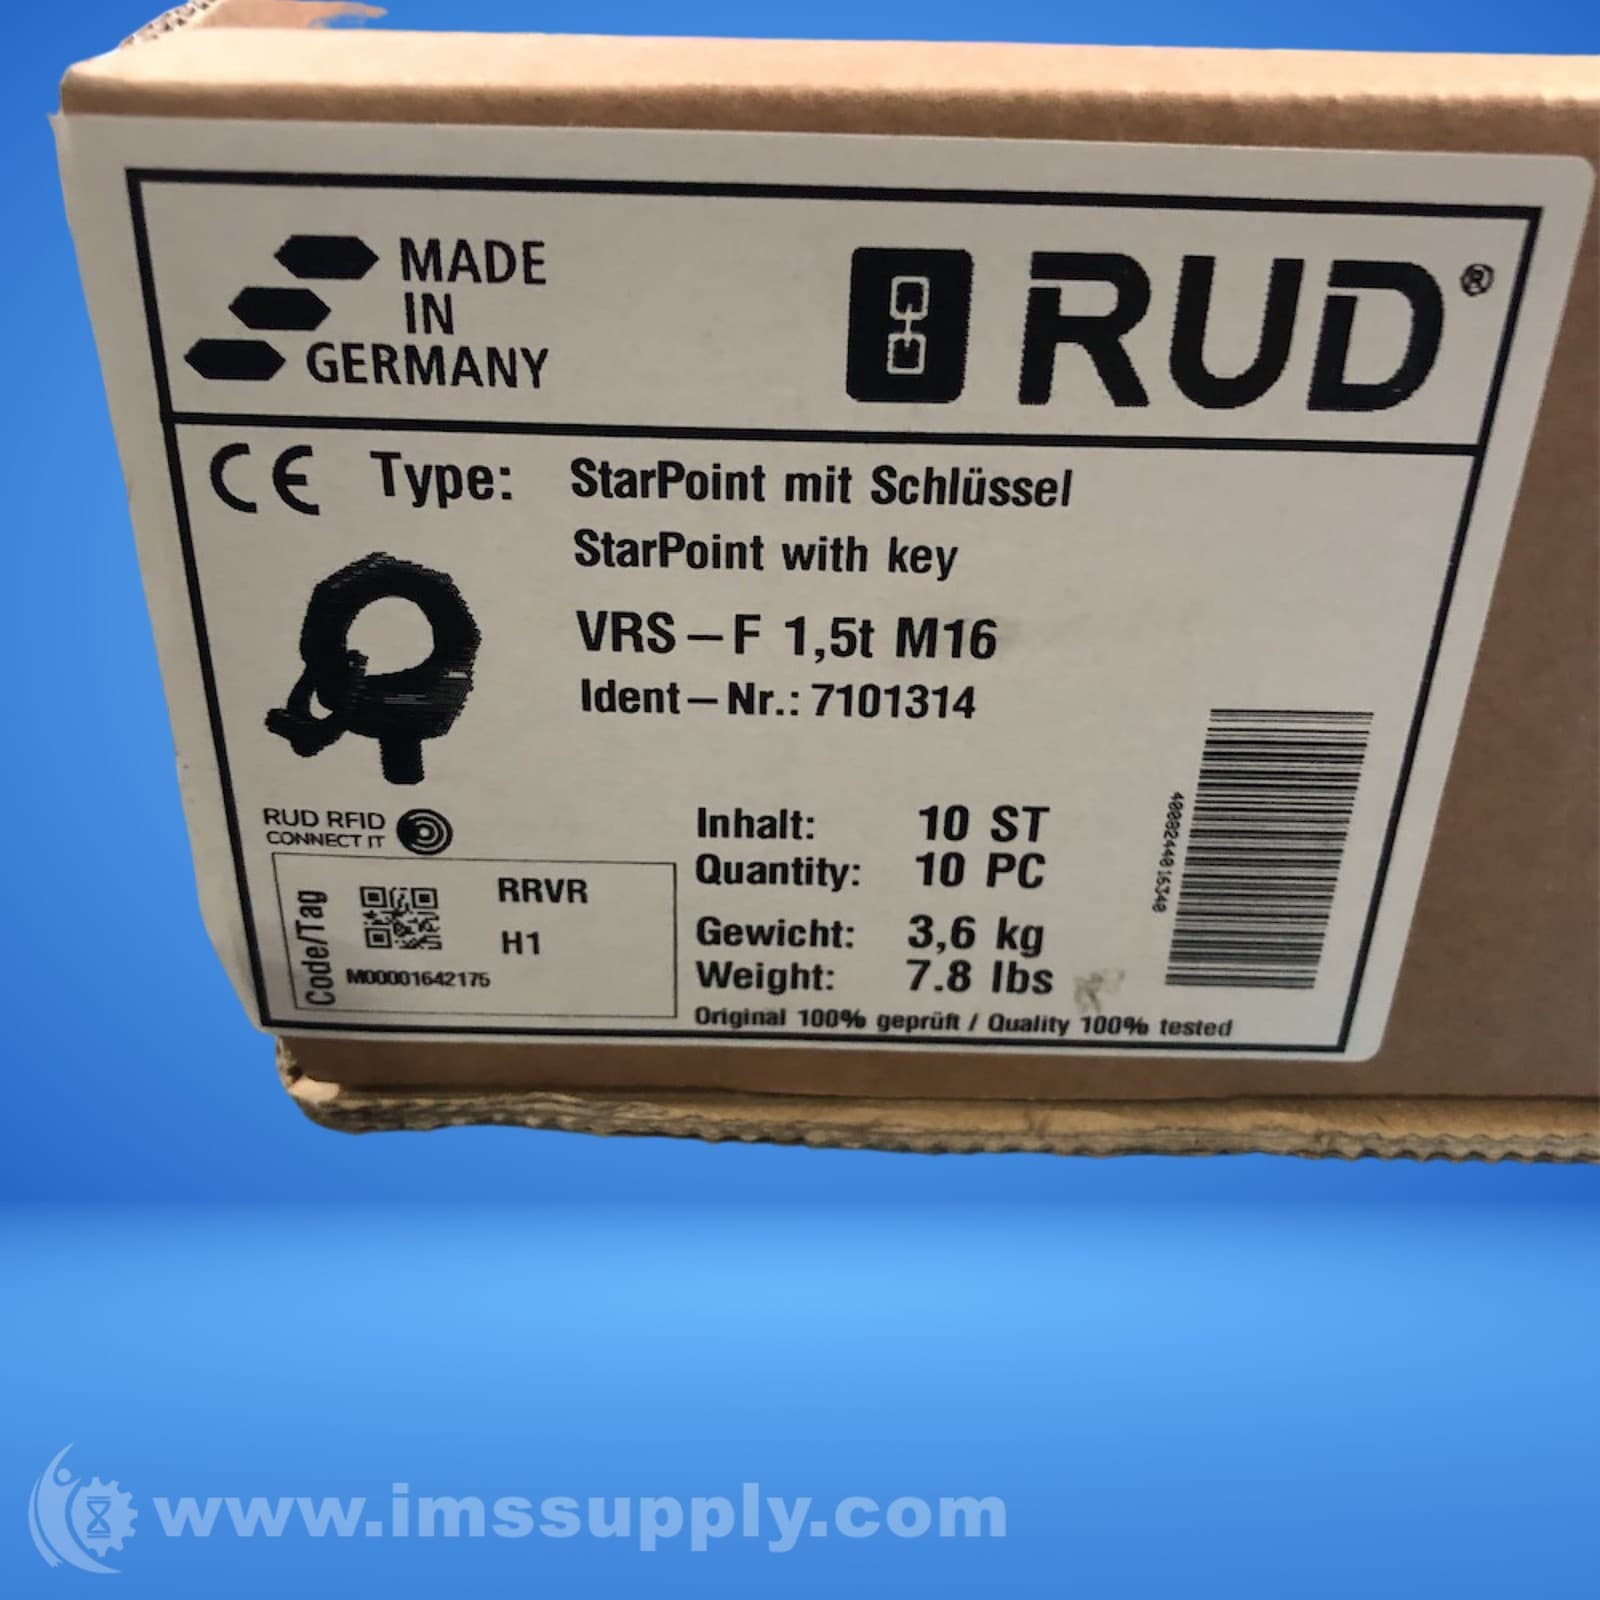 MADE
IN
GERMANY
RUD®
CE Type: StarPoint mit Schlüssel
StarPoint with key
VRS–F 1,5t M16
Ident–Nr.: 7101314
RUD RFID
CONNECT IT
Code/Tag
RRVR
H1
M00001642175
Inhalt: 10 ST
Quantity: 10 PC
Gewicht: 3,6 kg
Weight: 7.8 lbs
Original 100% geprüft / Quality 100% tested
www.imssupply.com